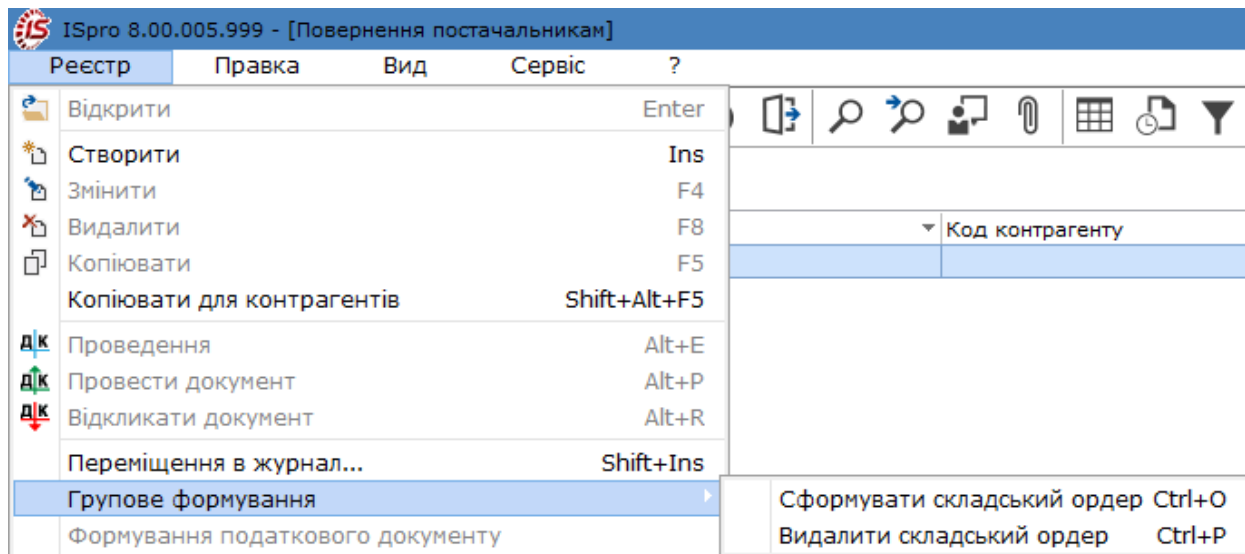 ISpro 8.00.005.999 - [Повернення постачальникам]
Реєстр Правка Вид Сервіс ?
Відкрити Enter
Створити Ins
Змінити F4
Видалити F8
Код контрагенту
Копіювати F5
Копіювати для контрагентів Shift+Alt+F5
Проведення Alt+E
Провести документ Alt+P
Відкликати документ Alt+R
Переміщення в журнал... Shift+Ins
Групове формування
Сформувати складський ордер Ctrl+O
Формування податкового документу
Видалити складський ордер Ctrl+P